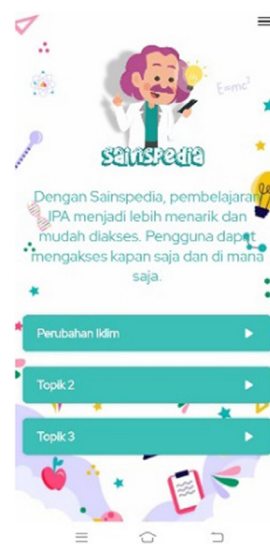 E=mc²
sainspedia
Dengan Sainspedia, pembelajaran
IPA menjadi lebih menarik dan
mudah diakses. Pengguna dapat
mengakses kapan saja dan di mana
saja.
Perubahan Iklim
Topik 2
Topik 3